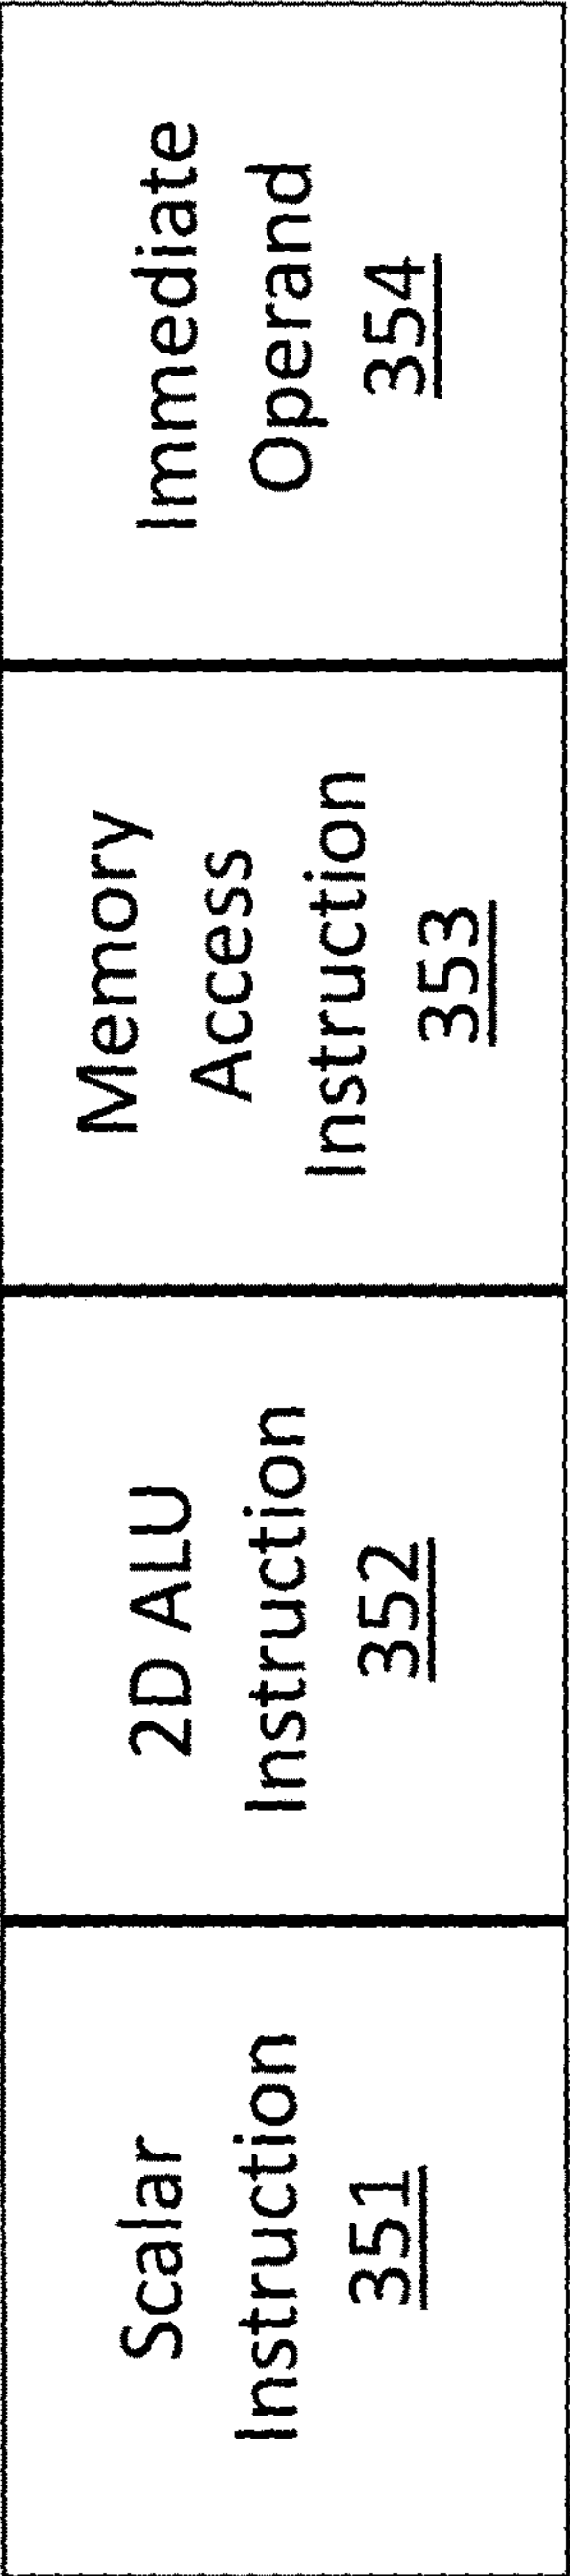 Scalar
Instruction
351
2D ALU
Instruction
352
Memory
Access
Instruction
353
Immediate
Operand
354